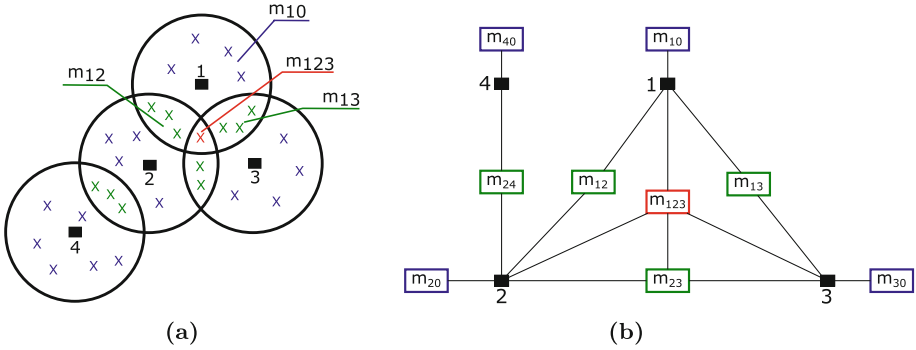 m₁₀
m₁₂₃
m₁₂
m₁₃
1
2
3
4
x x x x x x x x x x x x x x x x x x x x x x x x x x x x x x
(a)
m₄₀ m₁₀
4 1
m₂₄ m₁₂ m₁₃
m₁₂₃
m₂₀ m₂₃ m₃₀
2 3
(b)